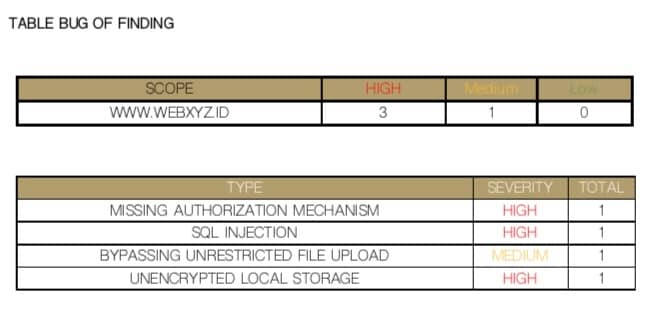 TABLE BUG OF FINDING
SCOPE HIGH Medium Low
WWW.WEBXYZ.ID 3 1 0
TYPE SEVERITY TOTAL
MISSING AUTHORIZATION MECHANISM HIGH 1
SQL INJECTION HIGH 1
BYPASSING UNRESTRICTED FILE UPLOAD MEDIUM 1
UNENCRYPTED LOCAL STORAGE HIGH 1